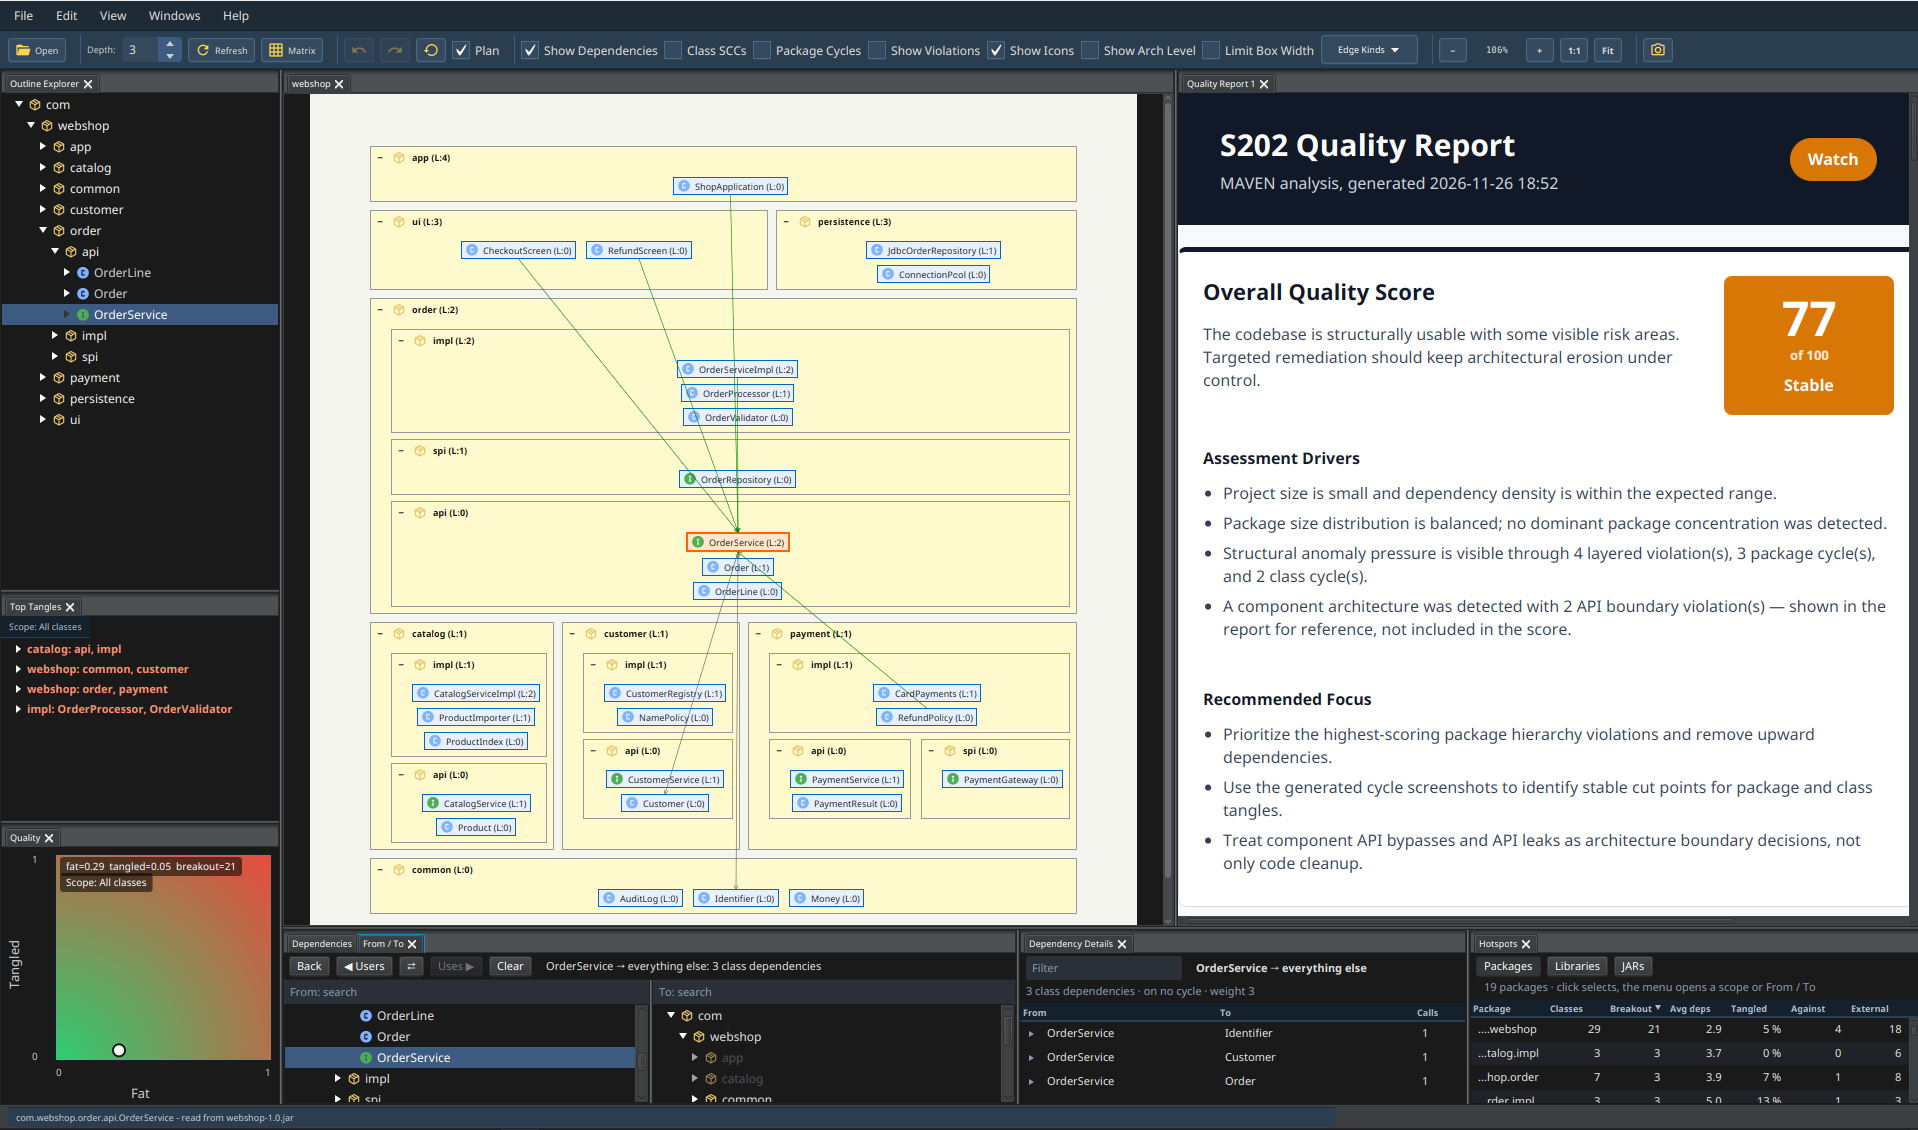 File Edit View Windows Help
Open Depth: 3 Refresh Matrix Plan Show Dependencies Class SCCs Package Cycles Show Violations Show Icons Show Arch Level Limit Box Width Edge Kinds − 106% + 1:1 Fit
Outline Explorer
com
webshop
app
catalog
common
customer
order
api
OrderLine
Order
OrderService
impl
spi
payment
persistence
ui
Top Tangles
Scope: All classes
catalog: api, impl
webshop: common, customer
webshop: order, payment
impl: OrderProcessor, OrderValidator
Quality
1
fat=0.29 tangled=0.05 breakout=21
Scope: All classes
Tangled
0
0 1
Fat
webshop
app (L:4)
ShopApplication (L:0)
ui (L:3)
CheckoutScreen (L:0) RefundScreen (L:0)
persistence (L:3)
JdbcOrderRepository (L:1)
ConnectionPool (L:0)
order (L:2)
impl (L:2)
OrderServiceImpl (L:2)
OrderProcessor (L:1)
OrderValidator (L:0)
spi (L:1)
OrderRepository (L:0)
api (L:0)
OrderService (L:2)
Order (L:1)
OrderLine (L:0)
catalog (L:1)
impl (L:1)
CatalogServiceImpl (L:2)
ProductImporter (L:1)
ProductIndex (L:0)
api (L:0)
CatalogService (L:1)
Product (L:0)
customer (L:1)
impl (L:1)
CustomerRegistry (L:1)
NamePolicy (L:0)
api (L:0)
CustomerService (L:1)
Customer (L:0)
payment (L:1)
impl (L:1)
CardPayments (L:1)
RefundPolicy (L:0)
api (L:0)
PaymentService (L:1)
PaymentResult (L:0)
spi (L:0)
PaymentGateway (L:0)
common (L:0)
AuditLog (L:0) Identifier (L:0) Money (L:0)
Quality Report 1
S202 Quality Report
MAVEN analysis, generated 2026-11-26 18:52
Watch
Overall Quality Score
The codebase is structurally usable with some visible risk areas.
Targeted remediation should keep architectural erosion under
control.
77
of 100
Stable
Assessment Drivers
• Project size is small and dependency density is within the expected range.
• Package size distribution is balanced; no dominant package concentration was detected.
• Structural anomaly pressure is visible through 4 layered violation(s), 3 package cycle(s),
and 2 class cycle(s).
• A component architecture was detected with 2 API boundary violation(s) — shown in the
report for reference, not included in the score.
Recommended Focus
• Prioritize the highest-scoring package hierarchy violations and remove upward
dependencies.
• Use the generated cycle screenshots to identify stable cut points for package and class
tangles.
• Treat component API bypasses and API leaks as architecture boundary decisions, not
only code cleanup.
Dependencies From / To
Back ◀ Users ⇄ Uses ▶ Clear OrderService → everything else: 3 class dependencies
From: search
OrderLine
Order
OrderService
impl
spi
To: search
com
webshop
app
catalog
common
Dependency Details
Filter OrderService → everything else
3 class dependencies · on no cycle · weight 3
From To Calls
OrderService Identifier 1
OrderService Customer 1
OrderService Order 1
Hotspots
Packages Libraries JARs
19 packages · click selects, the menu opens a scope or From / To
Package Classes Breakout ▼ Avg deps Tangled Against External
....webshop 29 21 2.9 5 % 4 18
...talog.impl 3 3 3.7 0 % 0 6
...hop.order 7 3 3.9 7 % 1 8
...rder.impl 3 3 5.0 13 % 1 3
com.webshop.order.api.OrderService - read from webshop-1.0.jar